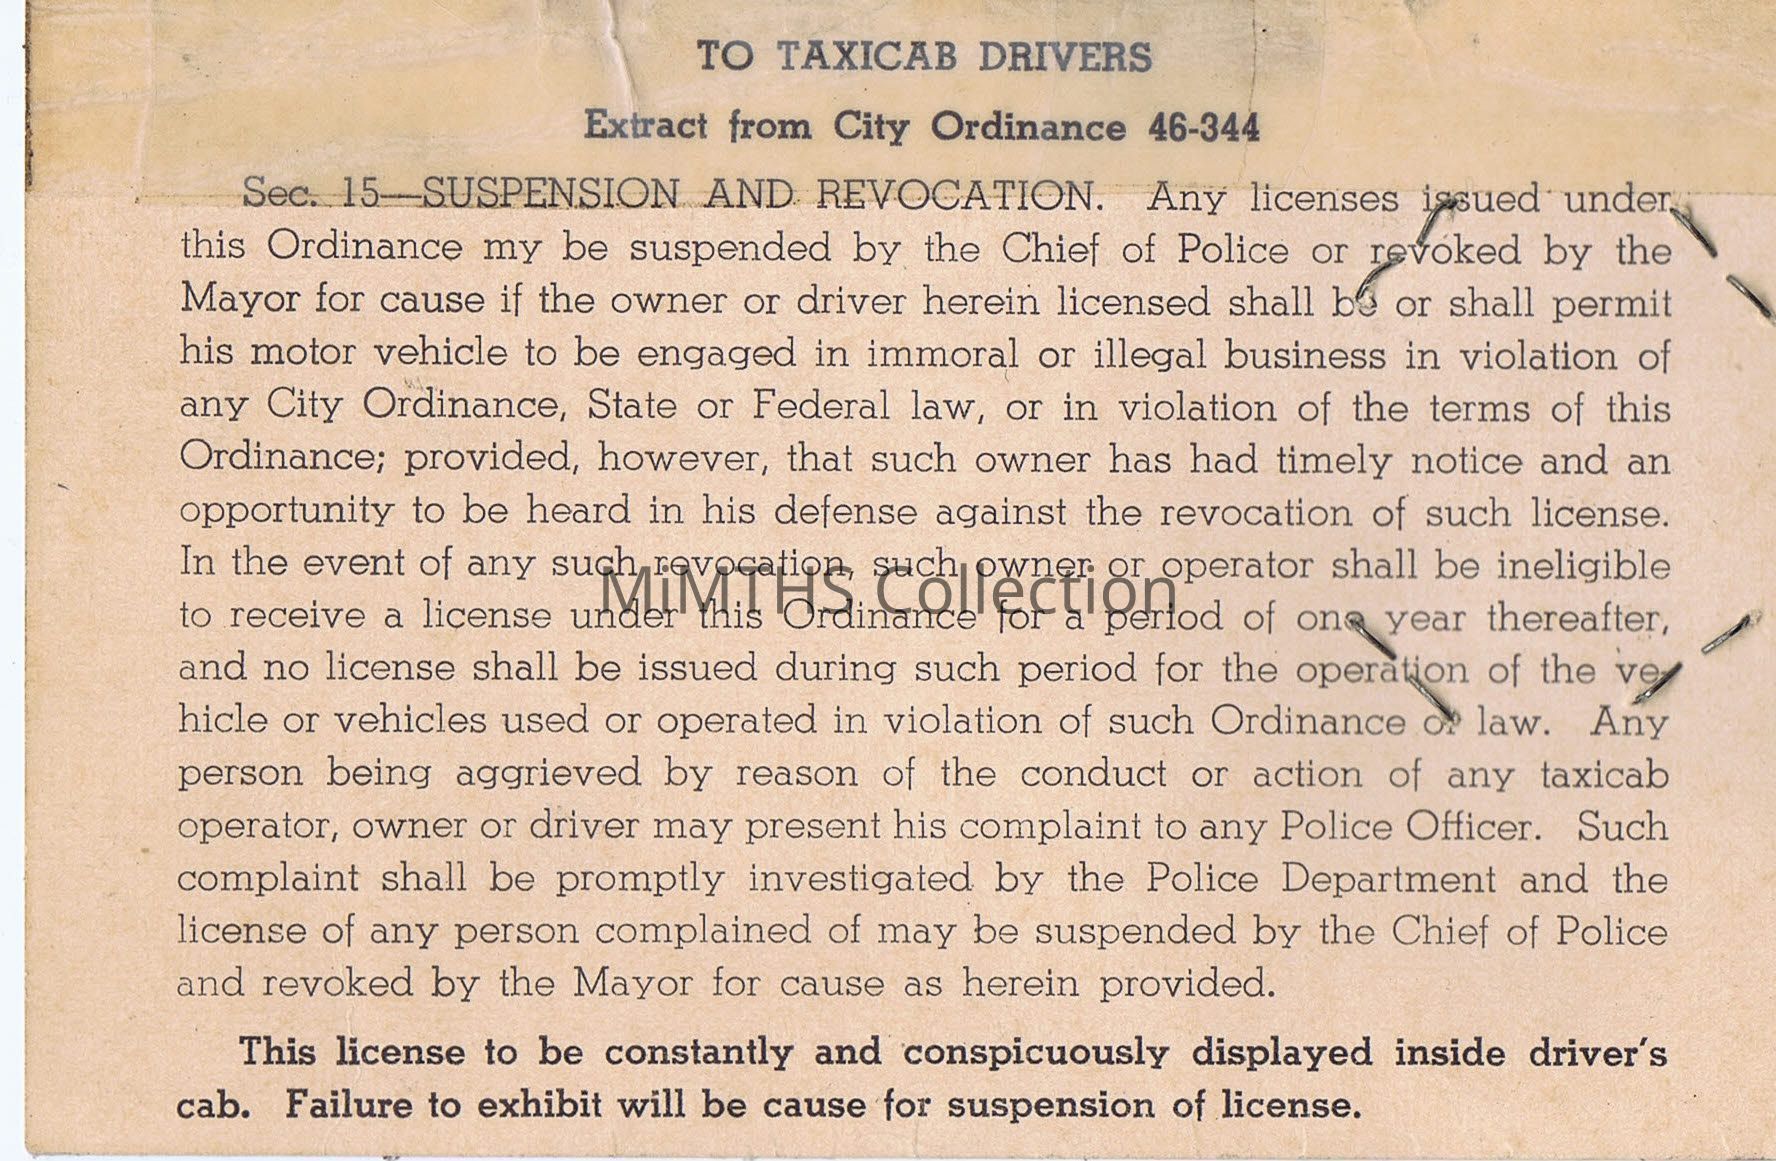 TO TAXICAB DRIVERS
Extract from City Ordinance 46-344
Sec. 15—SUSPENSION AND REVOCATION. Any licenses issued under
this Ordinance my be suspended by the Chief of Police or revoked by the
Mayor for cause if the owner or driver herein licensed shall be or shall permit
his motor vehicle to be engaged in immoral or illegal business in violation of
any City Ordinance, State or Federal law, or in violation of the terms of this
Ordinance; provided, however, that such owner has had timely notice and an
opportunity to be heard in his defense against the revocation of such license.
In the event of any such revocation, such owner or operator shall be ineligible
MiMTHS Collection
to receive a license under this Ordinance for a period of one year thereafter,
and no license shall be issued during such period for the operation of the ve-
hicle or vehicles used or operated in violation of such Ordinance or law. Any
person being aggrieved by reason of the conduct or action of any taxicab
operator, owner or driver may present his complaint to any Police Officer. Such
complaint shall be promptly investigated by the Police Department and the
license of any person complained of may be suspended by the Chief of Police
and revoked by the Mayor for cause as herein provided.
This license to be constantly and conspicuously displayed inside driver's
cab. Failure to exhibit will be cause for suspension of license.